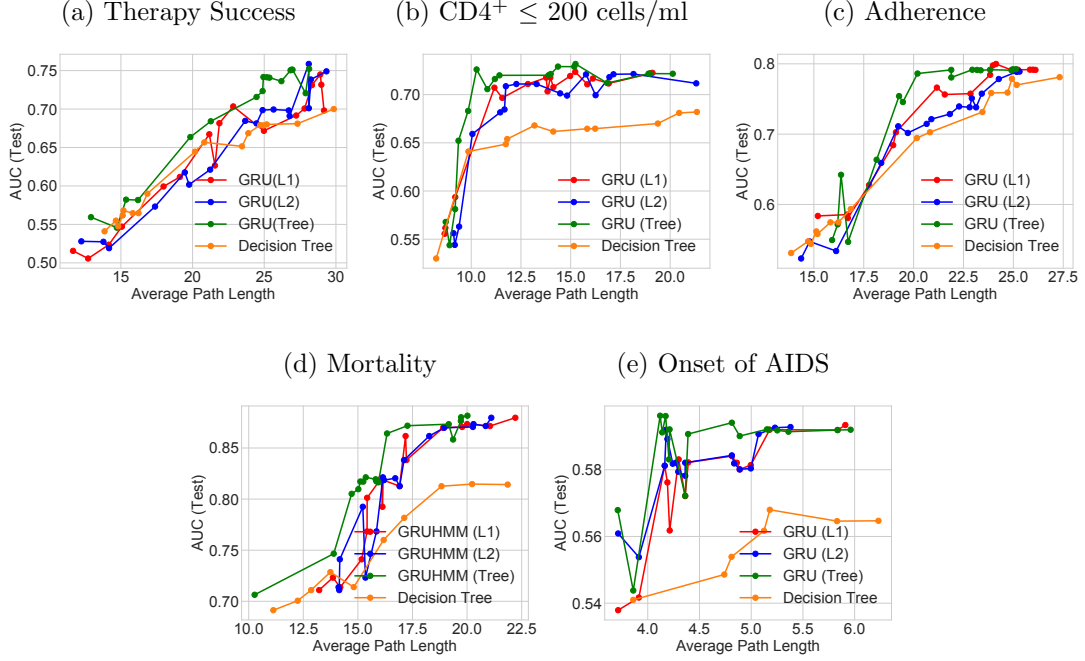 (a) Therapy Success
AUC (Test)
0.75
0.70
0.65
0.60
0.55
0.50
GRU(L1)
GRU(L2)
GRU(Tree)
Decision Tree
15 20 25 30
Average Path Length
(b) CD4⁺ ≤ 200 cells/ml
AUC (Test)
0.70
0.65
0.60
0.55
GRU (L1)
GRU (L2)
GRU (Tree)
Decision Tree
10 12 15 17 20
Average Path Length
(c) Adherence
AUC (Test)
0.8
0.7
0.6
GRU (L1)
GRU (L2)
GRU (Tree)
Decision Tree
15.0 17.5 20.0 22.5 25.0 27.5
Average Path Length
(d) Mortality
AUC (Test)
0.85
0.80
0.75
0.70
GRUHMM (L1)
GRUHMM (L2)
GRUHMM (Tree)
Decision Tree
10.0 12.5 15.0 17.5 20.0 22.5
Average Path Length
(e) Onset of AIDS
AUC (Test)
0.58
0.56
0.54
GRU (L1)
GRU (L2)
GRU (Tree)
Decision Tree
4.0 4.5 5.0 5.5 6.0
Average Path Length